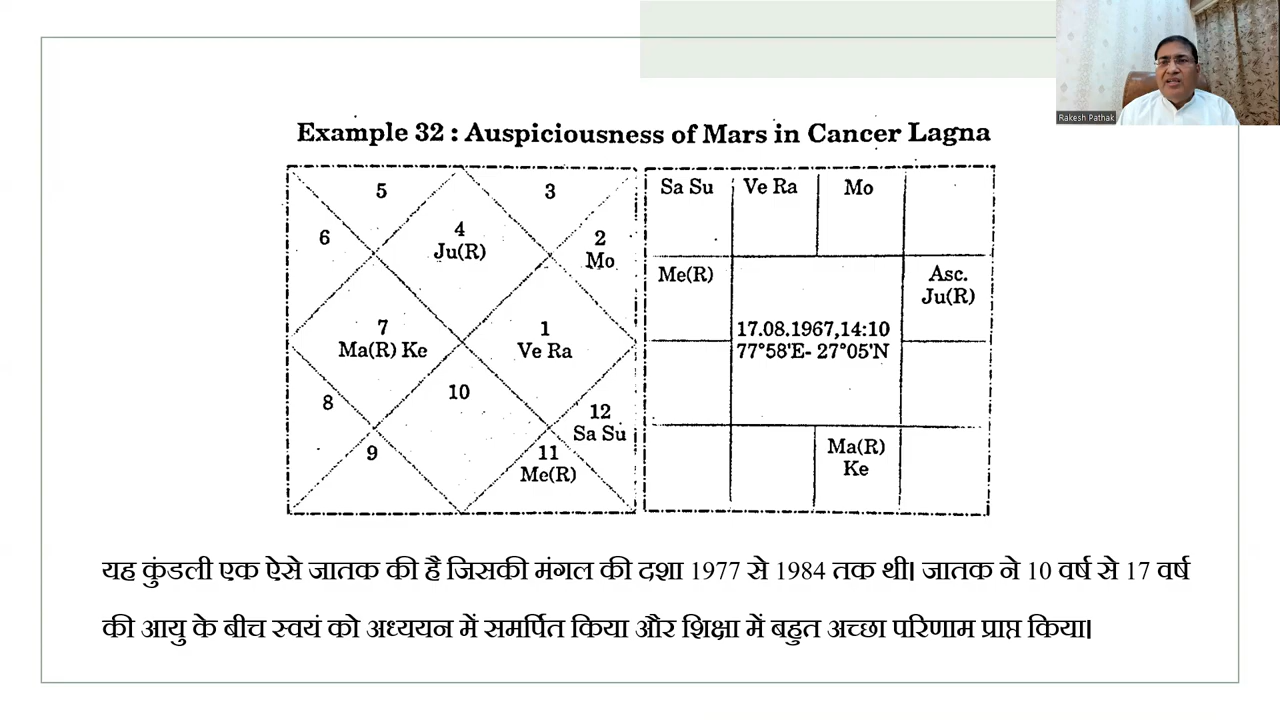 Rakesh Pathak
Example 32 : Auspiciousness of Mars in Cancer Lagna
5
3
6
4
Ju(R)
2
Mo
7
Ma(R) Ke
1
Ve Ra
8
10
12
Sa Su
9
11
Me(R)
Sa Su
Ve Ra
Mo
Me(R)
Asc.
Ju(R)
17.08.1967,14:10
77°58'E- 27°05'N
Ma(R)
Ke
यह कुंडली एक ऐसे जातक की है जिसकी मंगल की दशा 1977 से 1984 तक थी। जातक ने 10 वर्ष से 17 वर्ष
की आयु के बीच स्वयं को अध्ययन में समर्पित किया और शिक्षा में बहुत अच्छा परिणाम प्राप्त किया।